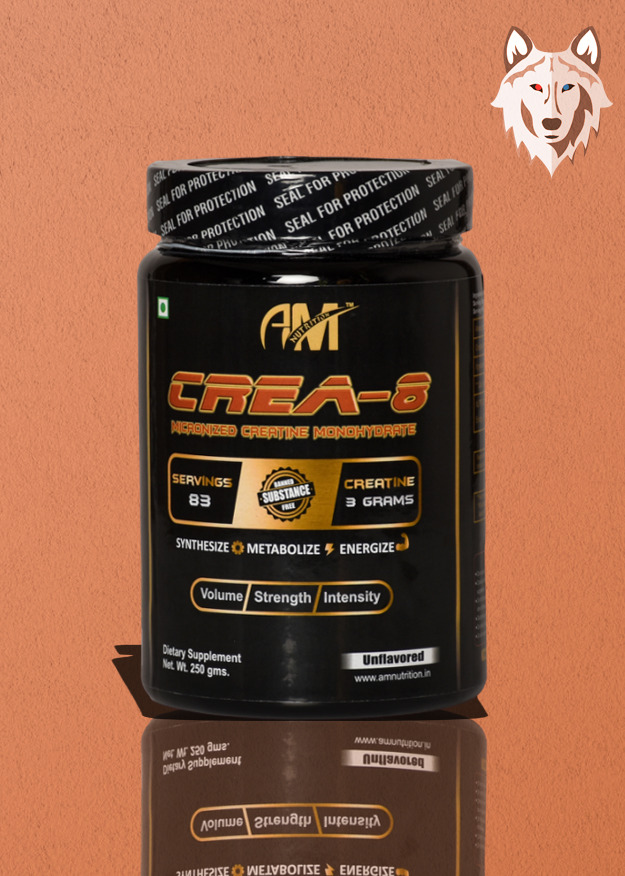 SEAL FOR PROTECTION
AM
NUTRITION
™
CREA-8
MICRONIZED CREATINE MONOHYDRATE
SERVINGS
83
BANNED
SUBSTANCE
FREE
CREATINE
3 GRAMS
SYNTHESIZE METABOLIZE ENERGIZE
Volume Strength Intensity
Dietary Supplement
Net. Wt. 250 gms.
Unflavored
www.amnutrition.in